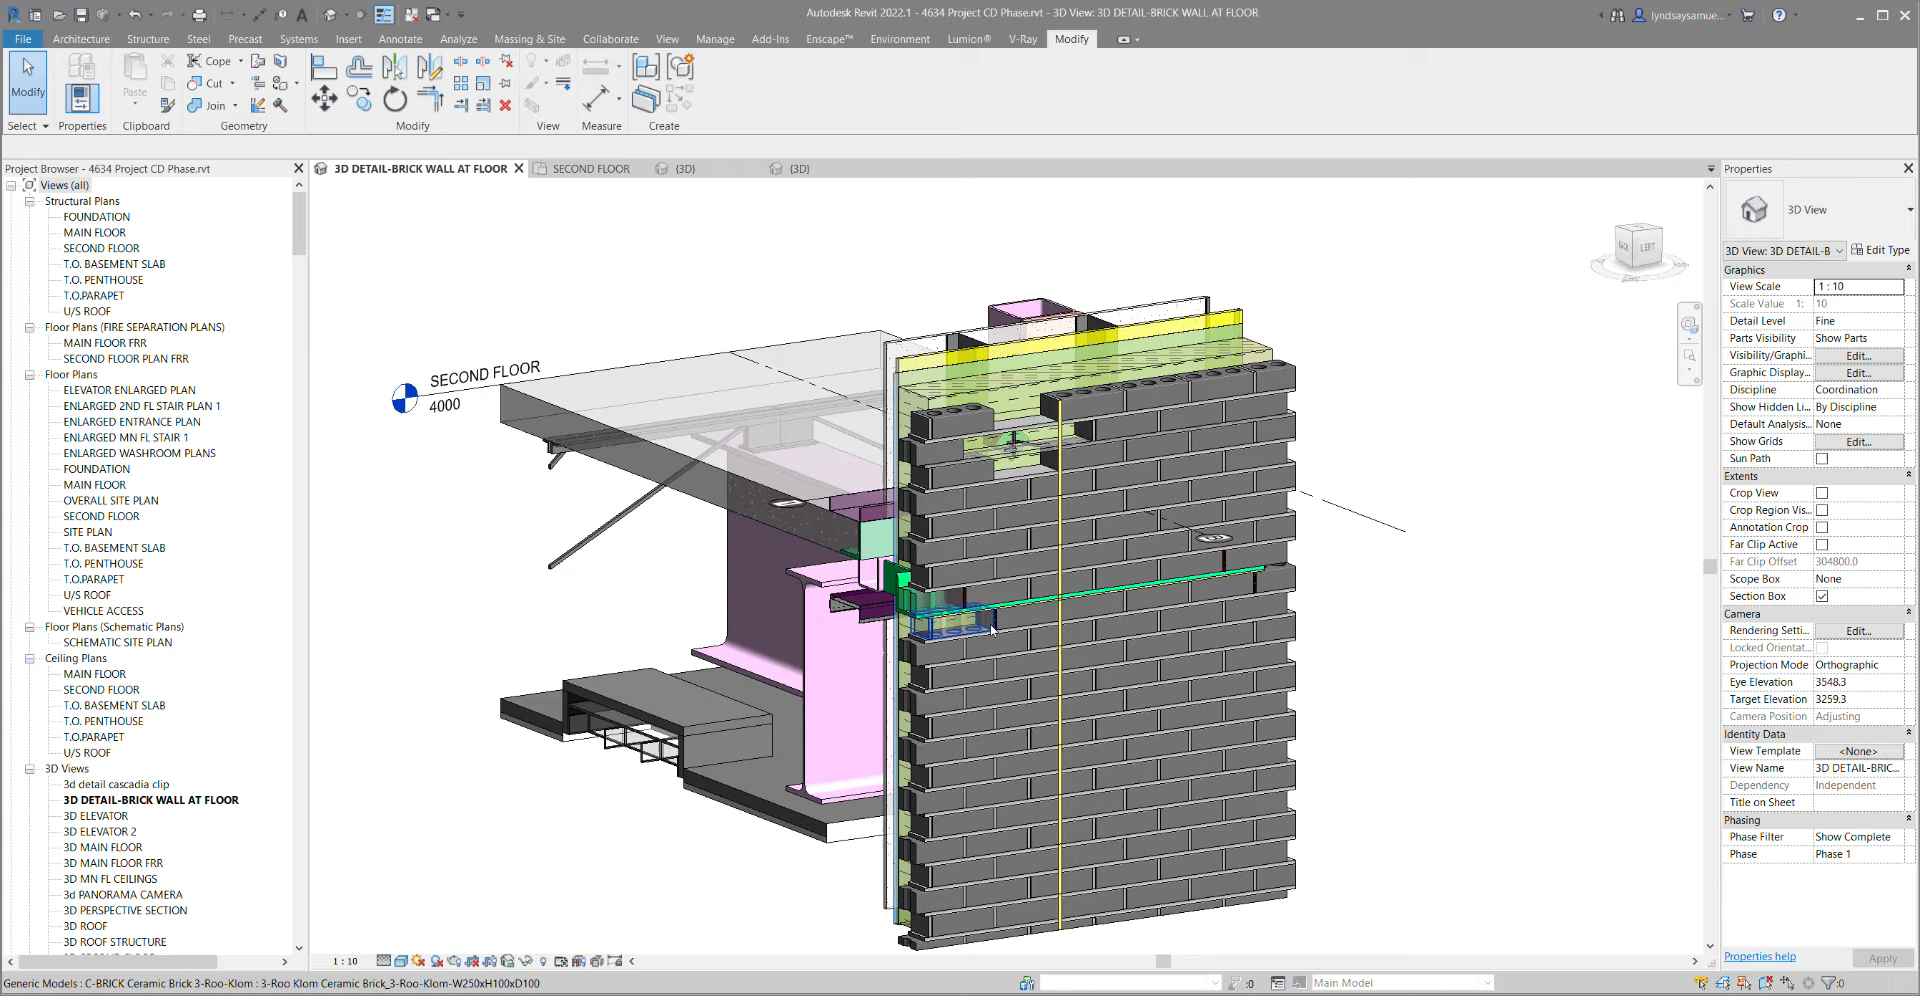 Autodesk Revit 2022.1 - 4634 Project CD Phase.rvt - 3D View: 3D DETAIL-BRICK WALL AT FLOOR
lyndsaysamue...
File Architecture Structure Steel Precast Systems Insert Annotate Analyze Massing & Site Collaborate View Manage Add-Ins Enscape™ Environment Lumion® V-Ray Modify
Modify Paste Cope Cut Join
Select Properties Clipboard Geometry Modify View Measure Create
Project Browser - 4634 Project CD Phase.rvt
Views (all)
Structural Plans
FOUNDATION
MAIN FLOOR
SECOND FLOOR
T.O. BASEMENT SLAB
T.O. PENTHOUSE
T.O.PARAPET
U/S ROOF
Floor Plans (FIRE SEPARATION PLANS)
MAIN FLOOR FRR
SECOND FLOOR PLAN FRR
Floor Plans
ELEVATOR ENLARGED PLAN
ENLARGED 2ND FL STAIR PLAN 1
ENLARGED ENTRANCE PLAN
ENLARGED MN FL STAIR 1
ENLARGED WASHROOM PLANS
FOUNDATION
MAIN FLOOR
OVERALL SITE PLAN
SECOND FLOOR
SITE PLAN
T.O. BASEMENT SLAB
T.O. PENTHOUSE
T.O.PARAPET
U/S ROOF
VEHICLE ACCESS
Floor Plans (Schematic Plans)
SCHEMATIC SITE PLAN
Ceiling Plans
MAIN FLOOR
SECOND FLOOR
T.O. BASEMENT SLAB
T.O. PENTHOUSE
T.O.PARAPET
U/S ROOF
3D Views
3d detail cascadia clip
3D DETAIL-BRICK WALL AT FLOOR
3D ELEVATOR
3D ELEVATOR 2
3D MAIN FLOOR
3D MAIN FLOOR FRR
3D MN FL CEILINGS
3d PANORAMA CAMERA
3D PERSPECTIVE SECTION
3D ROOF
3D ROOF STRUCTURE
3D DETAIL-BRICK WALL AT FLOOR SECOND FLOOR {3D} {3D}
SECOND FLOOR
4000
BACK LEFT
1 : 10
Properties
3D View
3D View: 3D DETAIL-B Edit Type
Graphics
View Scale 1 : 10
Scale Value 1: 10
Detail Level Fine
Parts Visibility Show Parts
Visibility/Graphi... Edit...
Graphic Display... Edit...
Discipline Coordination
Show Hidden Li... By Discipline
Default Analysis... None
Show Grids Edit...
Sun Path
Extents
Crop View
Crop Region Vis...
Annotation Crop
Far Clip Active
Far Clip Offset 304800.0
Scope Box None
Section Box
Camera
Rendering Setti... Edit...
Locked Orientat...
Projection Mode Orthographic
Eye Elevation 3548.3
Target Elevation 3259.3
Camera Position Adjusting
Identity Data
View Template <None>
View Name 3D DETAIL-BRIC...
Dependency Independent
Title on Sheet
Phasing
Phase Filter Show Complete
Phase Phase 1
Properties help Apply
Generic Models : C-BRICK Ceramic Brick 3-Roo-Klom : 3-Roo Klom Ceramic Brick_3-Roo-Klom-W250xH100xD100
:0 Main Model :0